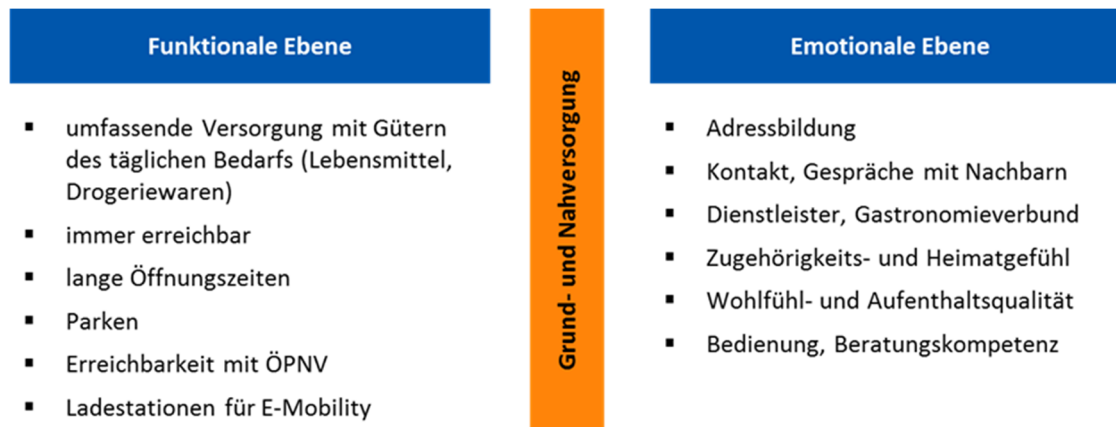 Funktionale Ebene
▪ umfassende Versorgung mit Gütern
des täglichen Bedarfs (Lebensmittel,
Drogeriewaren)
▪ immer erreichbar
▪ lange Öffnungszeiten
▪ Parken
▪ Erreichbarkeit mit ÖPNV
▪ Ladestationen für E-Mobility
Grund- und Nahversorgung
Emotionale Ebene
▪ Adressbildung
▪ Kontakt, Gespräche mit Nachbarn
▪ Dienstleister, Gastronomieverbund
▪ Zugehörigkeits- und Heimatgefühl
▪ Wohlfühl- und Aufenthaltsqualität
▪ Bedienung, Beratungskompetenz